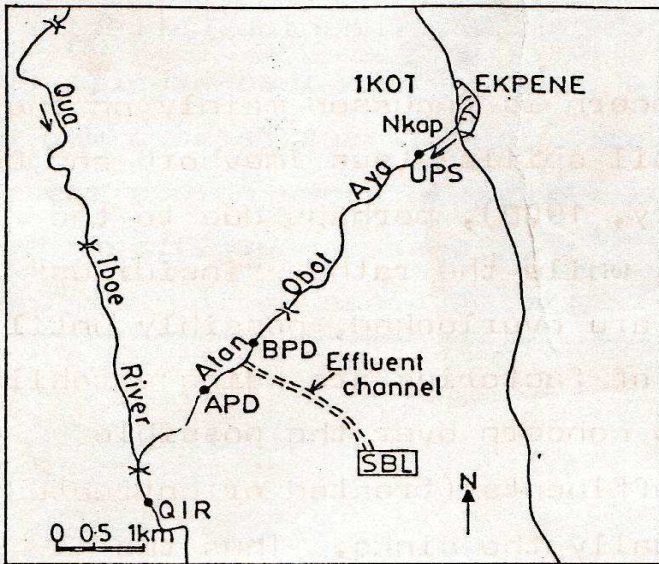 IKOT EKPENE
Nkap
UPS
Qua Iboe River
Aya Obot Atan
BPD
Effluent channel
APD
SBL
N
QIR
0 0.5 1km